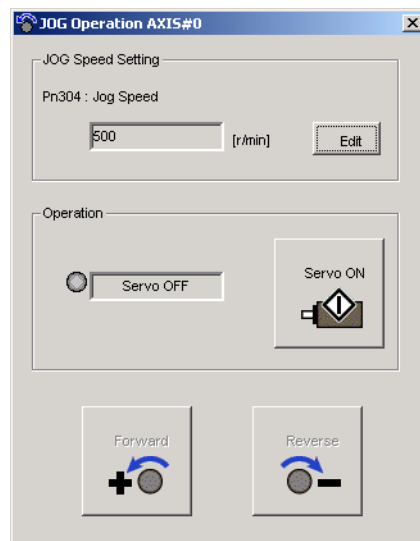 JOG Operation AXIS#0
JOG Speed Setting
Pn304 : Jog Speed
500 [r/min] Edit
Operation
Servo OFF
Servo ON
Forward
Reverse